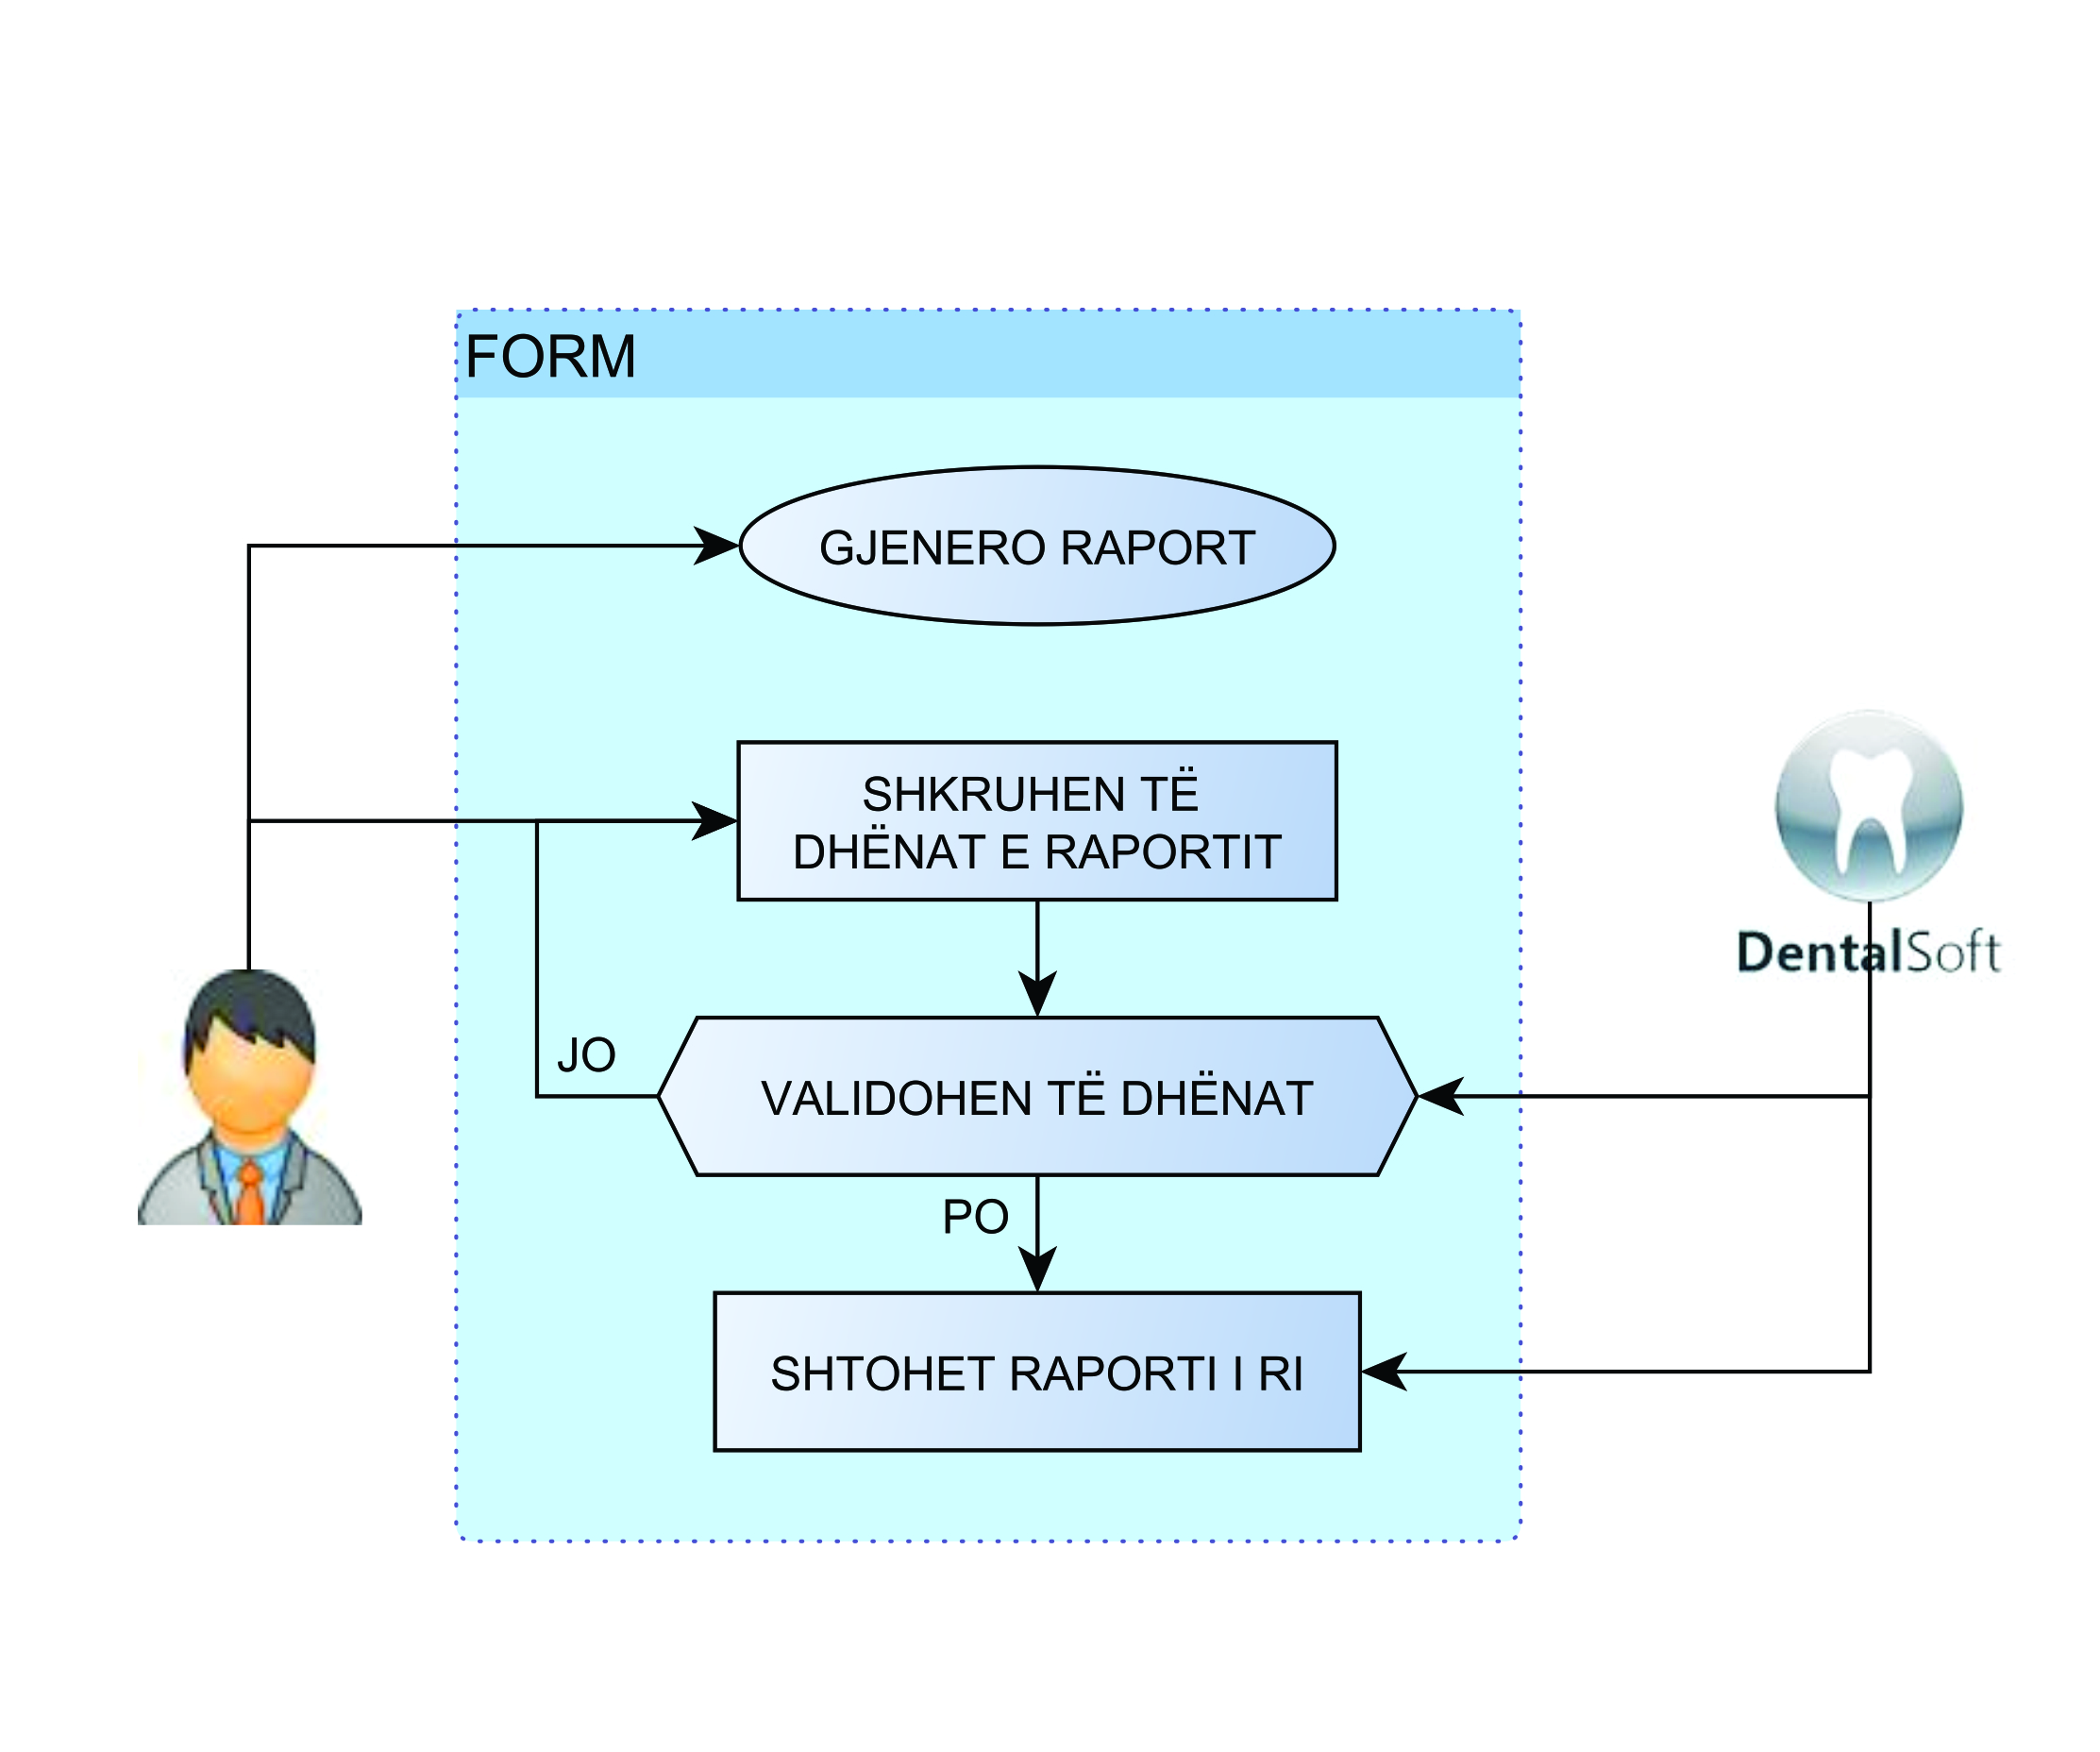 FORM
GJENERO RAPORT
SHKRUHEN TË
DHËNAT E RAPORTIT
DentalSoft
JO
VALIDOHEN TË DHËNAT
PO
SHTOHET RAPORTI I RI